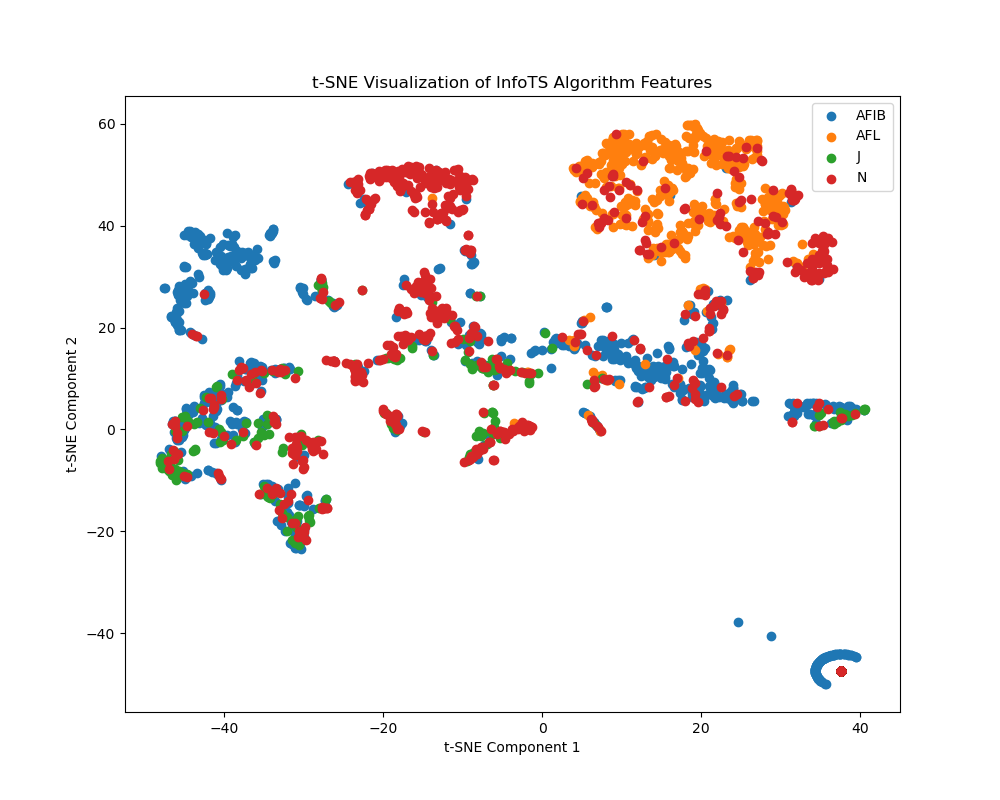 t-SNE Visualization of InfoTS Algorithm Features
AFIB
AFL
J
N
60
40
20
0
−20
−40
t-SNE Component 2
−40
−20
0
20
40
t-SNE Component 1